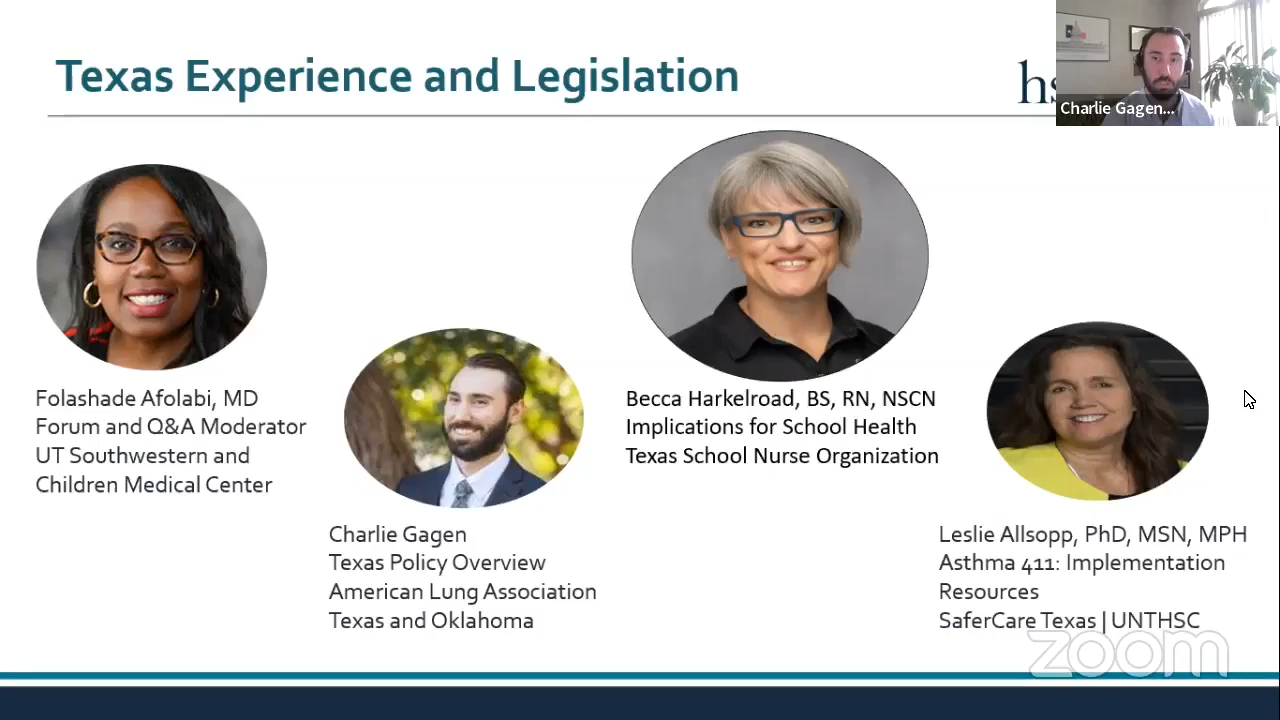 Texas Experience and Legislation
Charlie Gagen...
Folashade Afolabi, MD
Forum and Q&A Moderator
UT Southwestern and
Children Medical Center
Charlie Gagen
Texas Policy Overview
American Lung Association
Texas and Oklahoma
Becca Harkelroad, BS, RN, NSCN
Implications for School Health
Texas School Nurse Organization
Leslie Allsopp, PhD, MSN, MPH
Asthma 411: Implementation
Resources
SaferCare Texas | UNTHSC
zoom